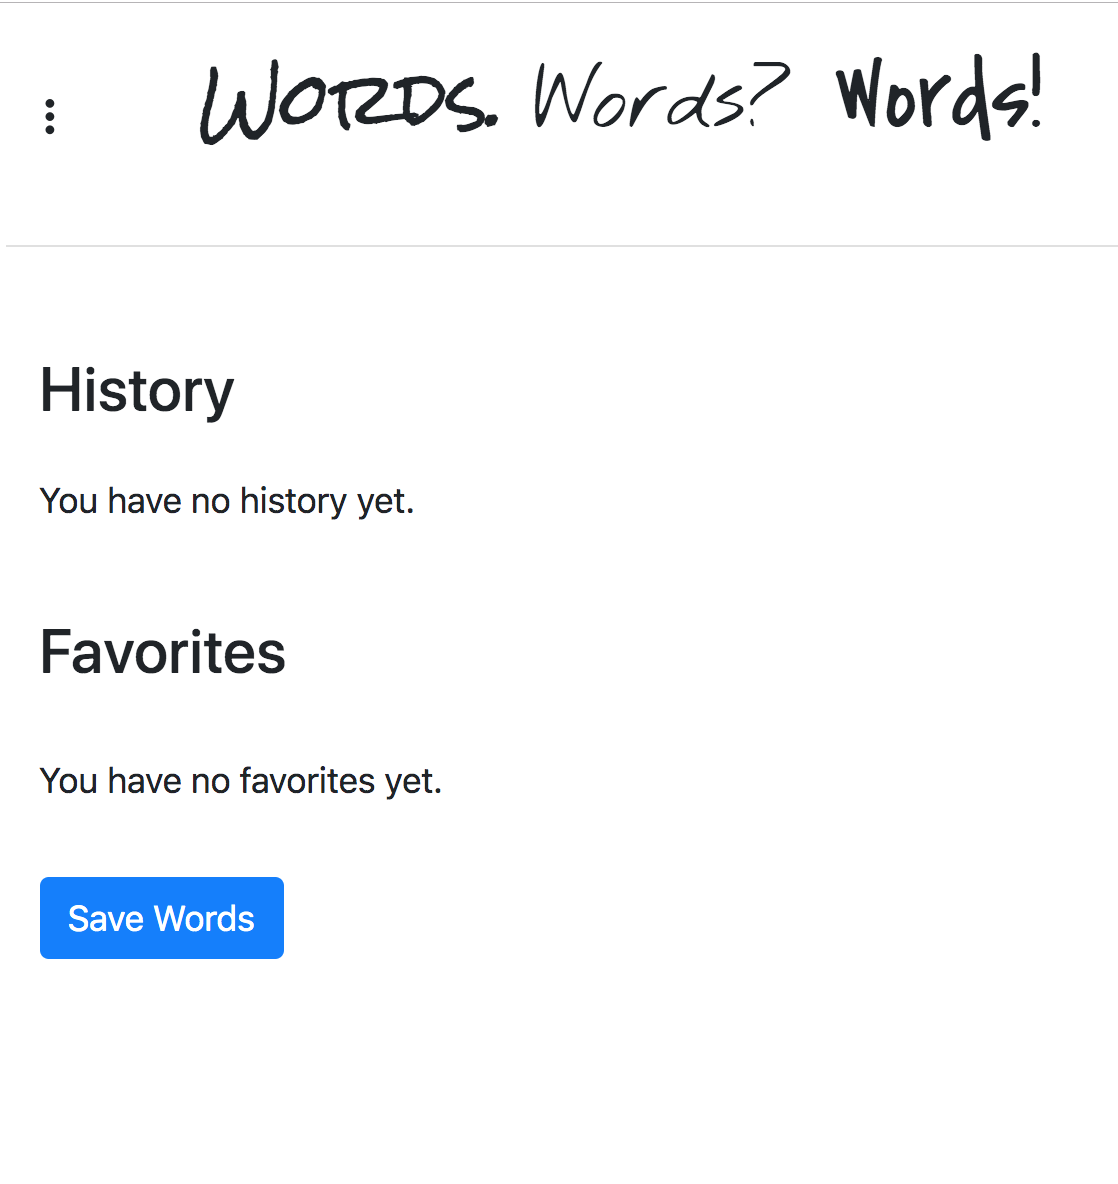 WORDS. Words? Words!
History
You have no history yet.
Favorites
You have no favorites yet.
Save Words